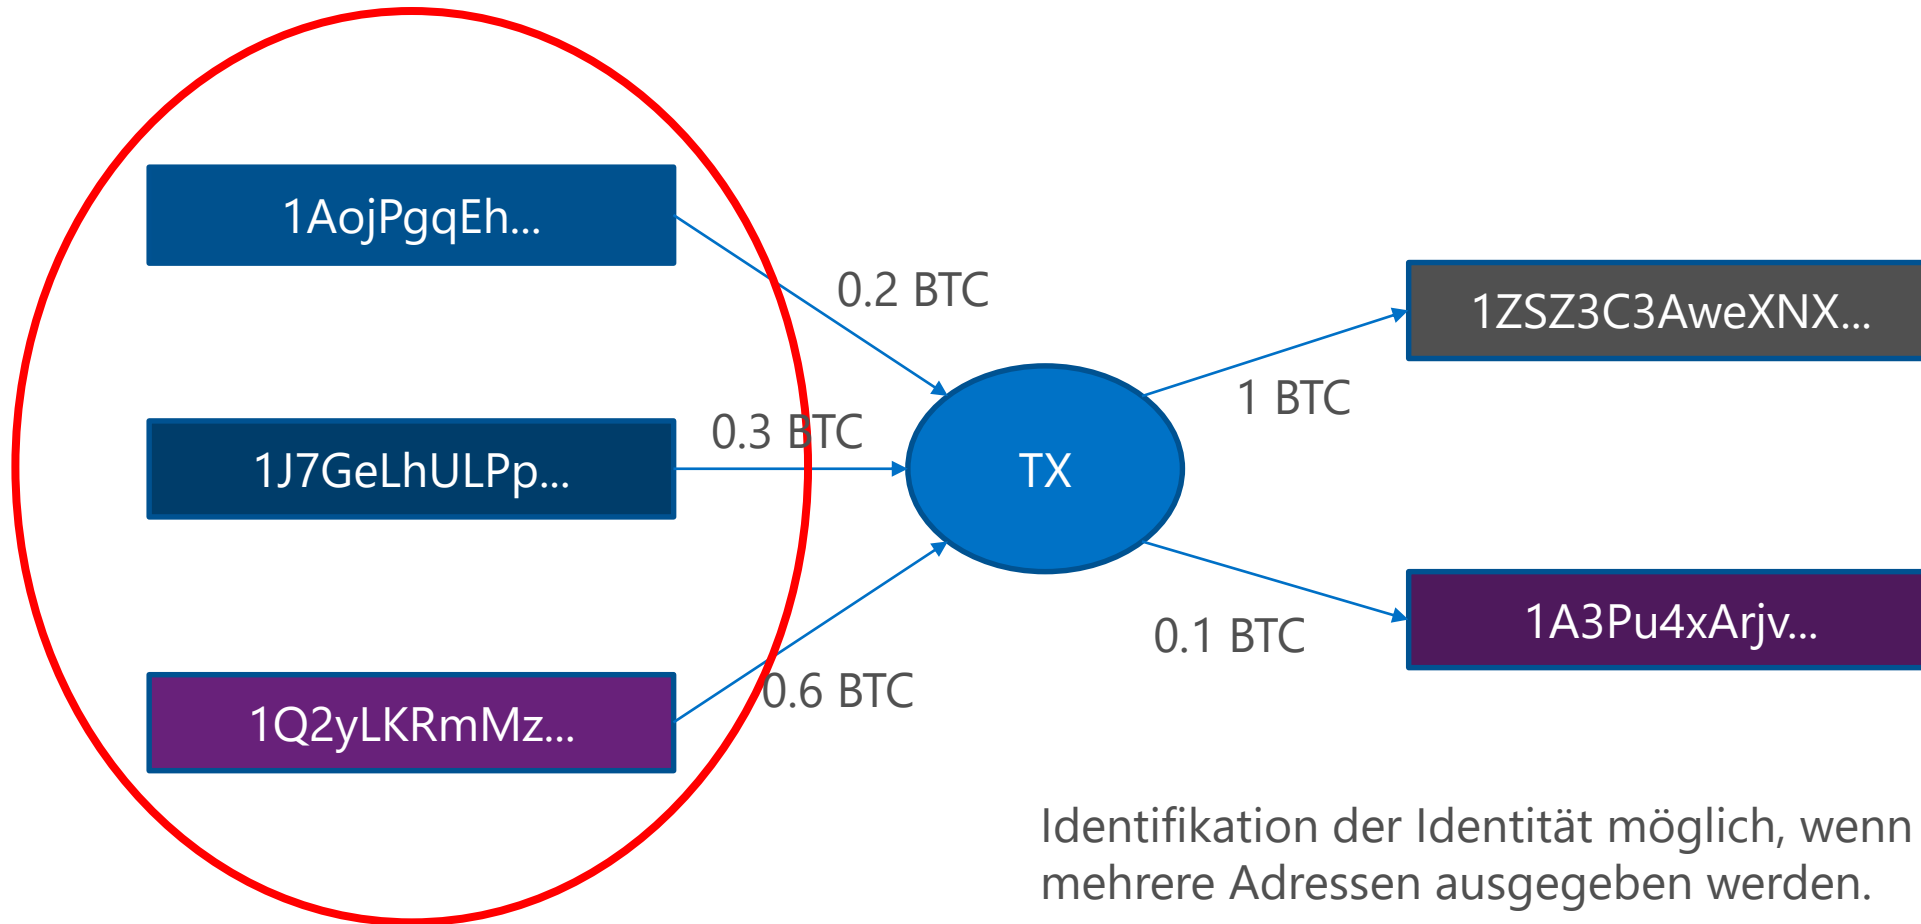 1AojPgqEh...
0.2 BTC
1ZSZ3C3AweXNX...
1 BTC
0.3 BTC
1J7GeLhULPp...
TX
1A3Pu4xArjv...
0.1 BTC
0.6 BTC
1Q2yLKRmMz...
Identifikation der Identität möglich, wenn
mehrere Adressen ausgegeben werden.